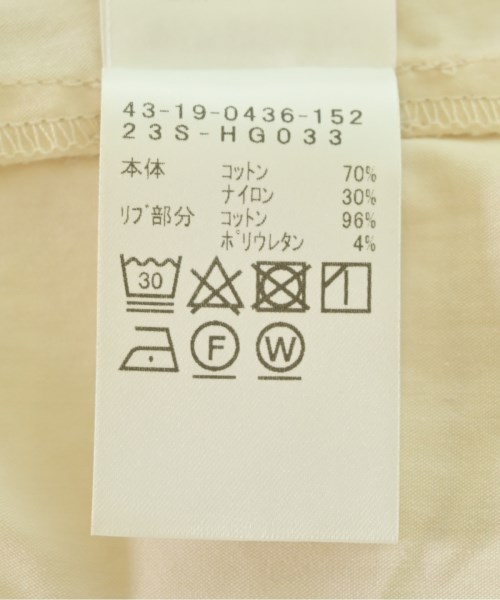 43-19-0436-152
23S-HG033
本体 コットン 70%
ナイロン 30%
リブ部分 コットン 96%
ポリウレタン 4%
30
F W